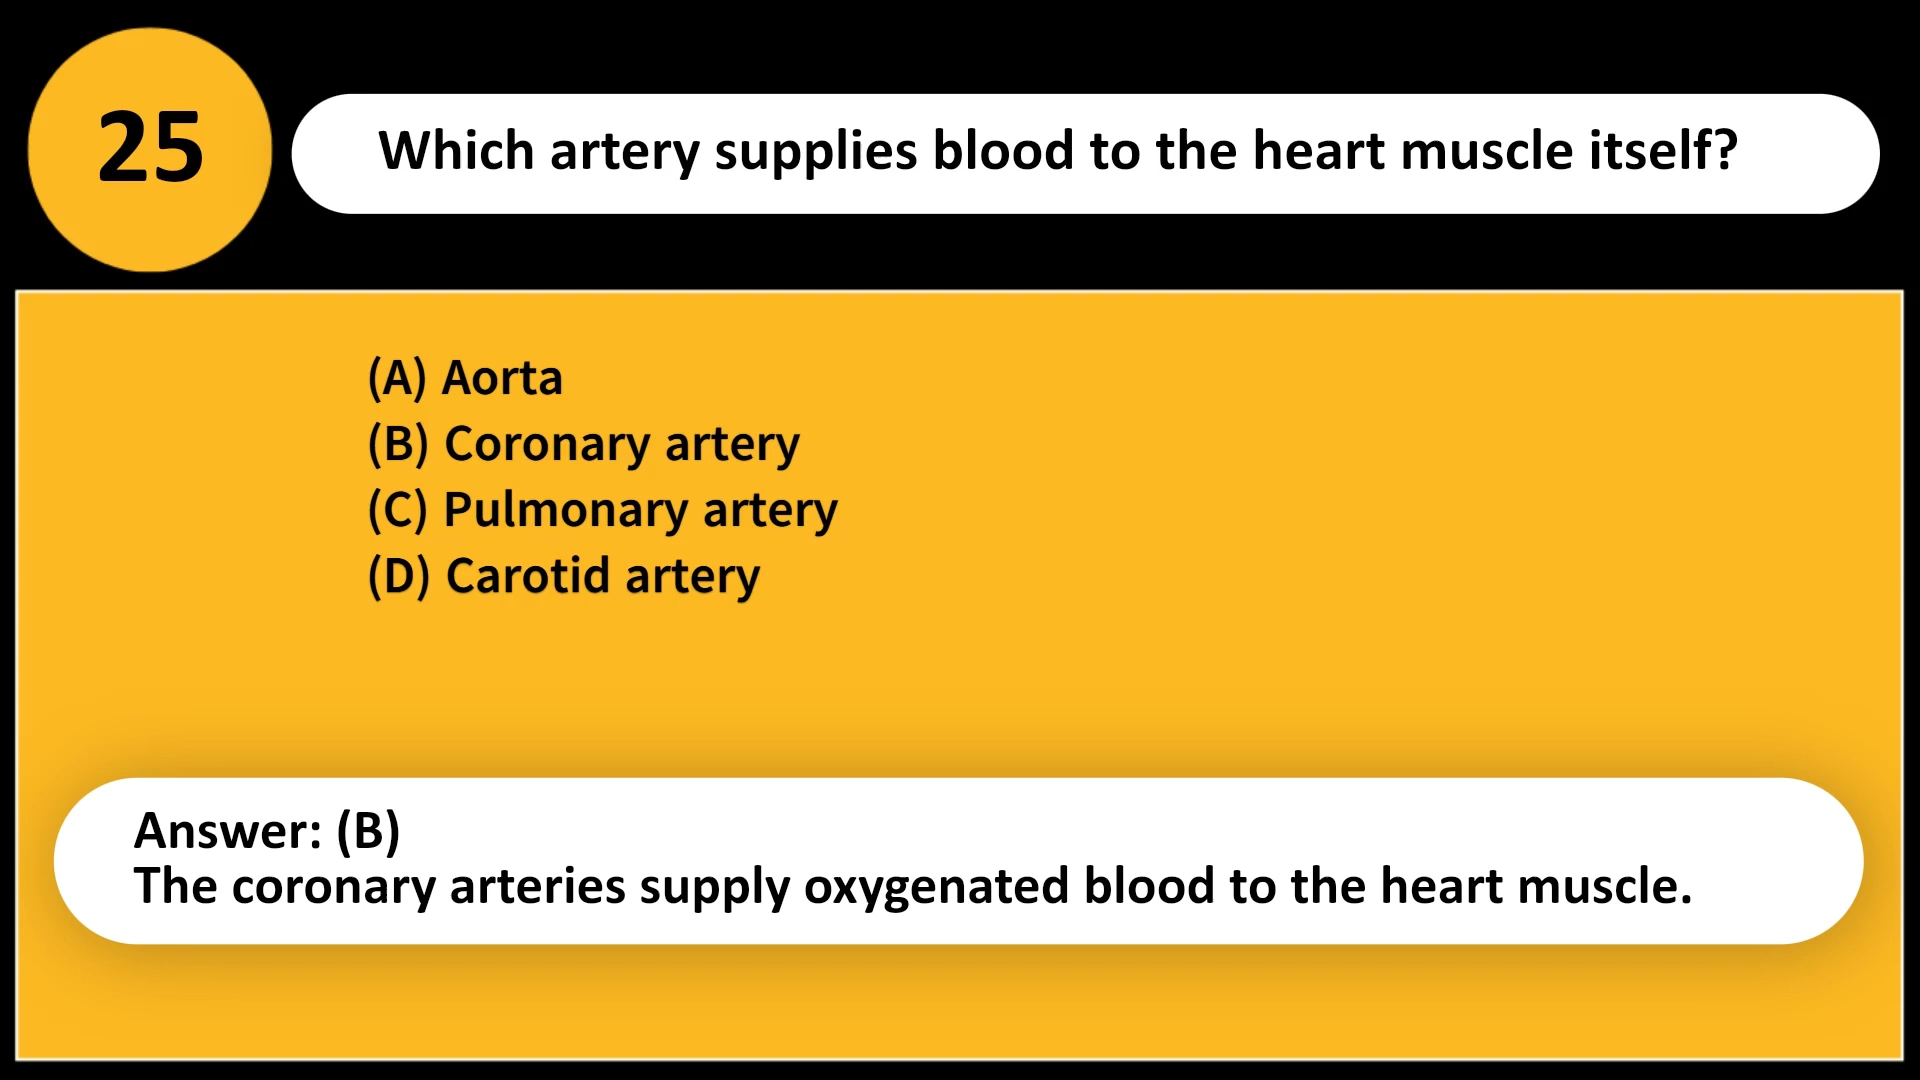 25
Which artery supplies blood to the heart muscle itself?
(A) Aorta
(B) Coronary artery
(C) Pulmonary artery
(D) Carotid artery
Answer: (B)
The coronary arteries supply oxygenated blood to the heart muscle.